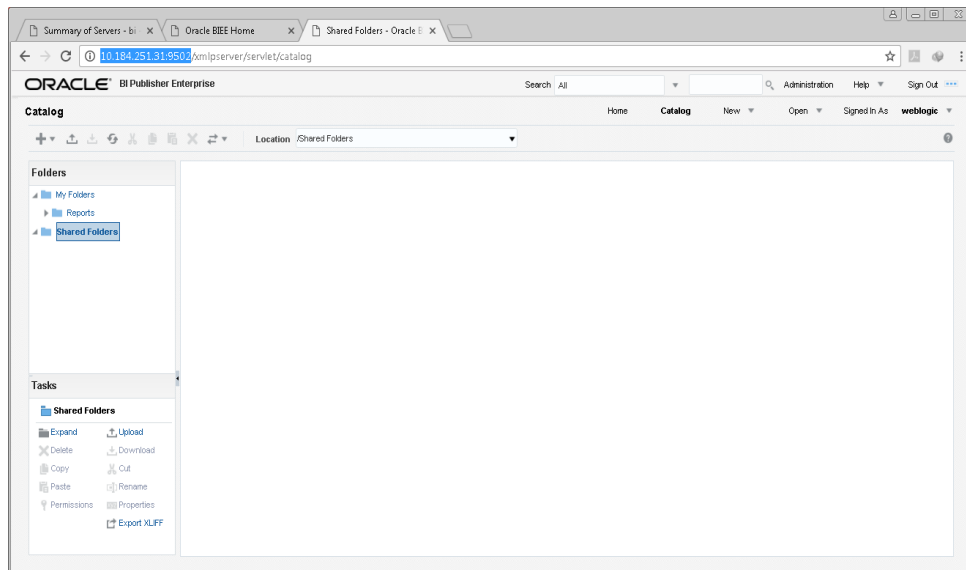 Summary of Servers - bi
Oracle BIEE Home
Shared Folders - Oracle B
10.184.251.31:9502/xmlpserver/servlet/catalog
ORACLE BI Publisher Enterprise
Search All
Administration
Help
Sign Out
Catalog
Home
Catalog
New
Open
Signed In As weblogic
Location /Shared Folders
Folders
My Folders
Reports
Shared Folders
Tasks
Shared Folders
Expand Upload
Delete Download
Copy Cut
Paste Rename
Permissions Properties
Export XLIFF